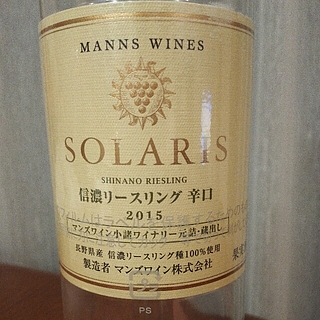 MANNS WINES
SOLARIS
SHINANO RIESLING
信濃リースリング 辛口
2015
マンズワイン小諸ワイナリー元詰・蔵出し
長野県産 信濃リースリング種100%使用
製造者 マンズワイン株式会社
PS